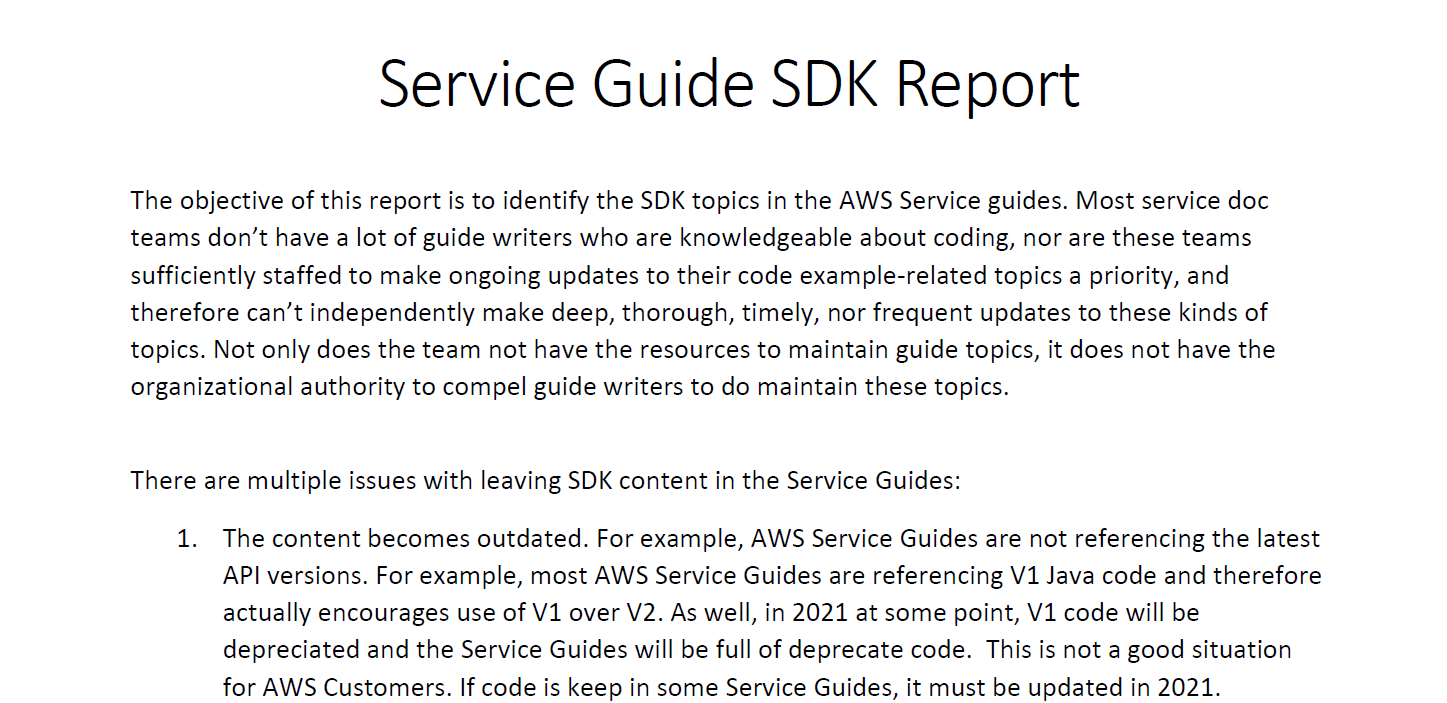 Service Guide SDK Report
The objective of this report is to identify the SDK topics in the AWS Service guides. Most service doc
teams don’t have a lot of guide writers who are knowledgeable about coding, nor are these teams
sufficiently staffed to make ongoing updates to their code example-related topics a priority, and
therefore can’t independently make deep, thorough, timely, nor frequent updates to these kinds of
topics. Not only does the team not have the resources to maintain guide topics, it does not have the
organizational authority to compel guide writers to do maintain these topics.
There are multiple issues with leaving SDK content in the Service Guides:
1. The content becomes outdated. For example, AWS Service Guides are not referencing the latest
API versions. For example, most AWS Service Guides are referencing V1 Java code and therefore
actually encourages use of V1 over V2. As well, in 2021 at some point, V1 code will be
depreciated and the Service Guides will be full of deprecate code.  This is not a good situation
for AWS Customers. If code is keep in some Service Guides, it must be updated in 2021.